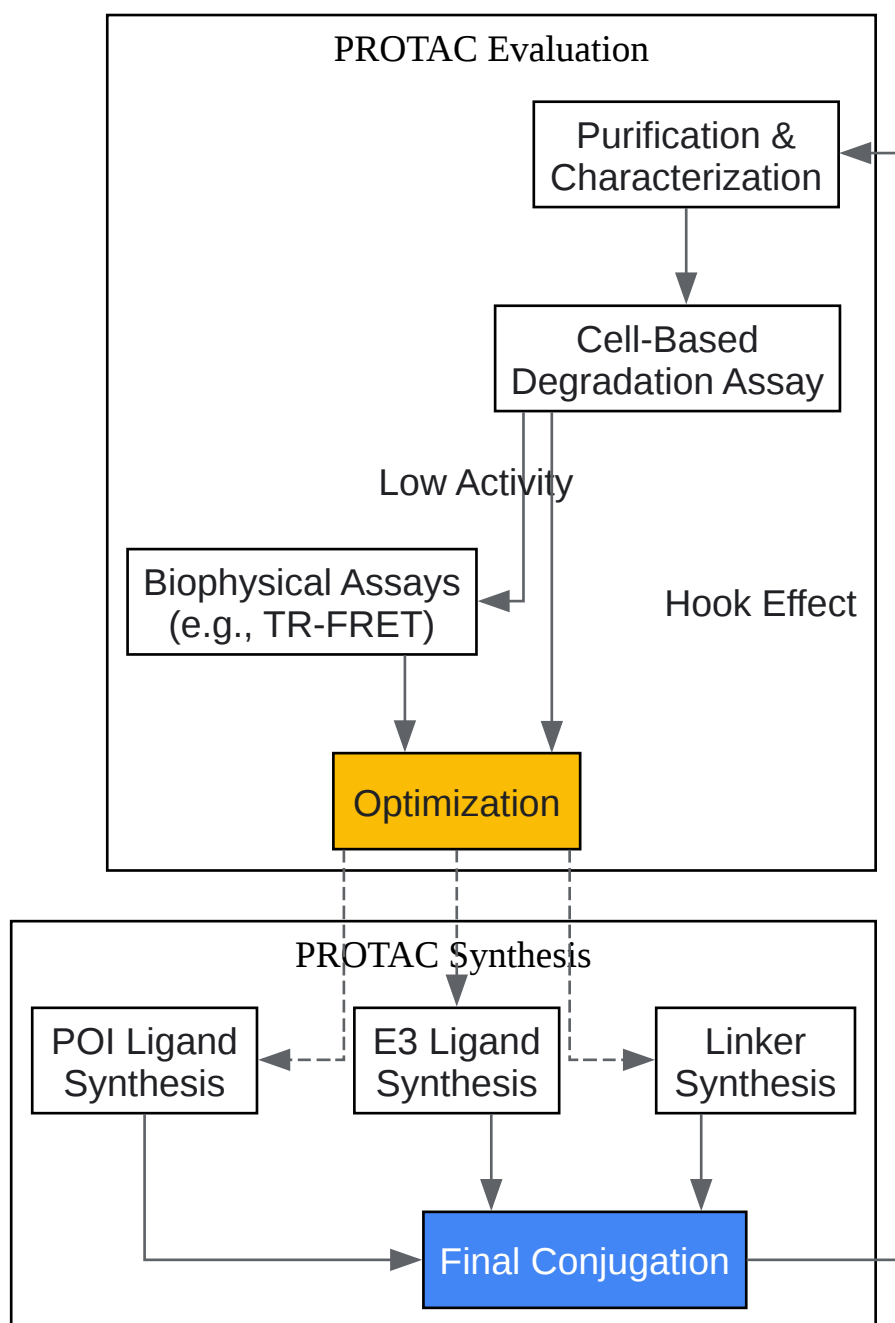 PROTAC Evaluation
Purification &
Characterization
Cell-Based
Degradation Assay
Low Activity
Biophysical Assays
(e.g., TR-FRET)
Hook Effect
Optimization
PROTAC Synthesis
POI Ligand
Synthesis
E3 Ligand
Synthesis
Linker
Synthesis
Final Conjugation